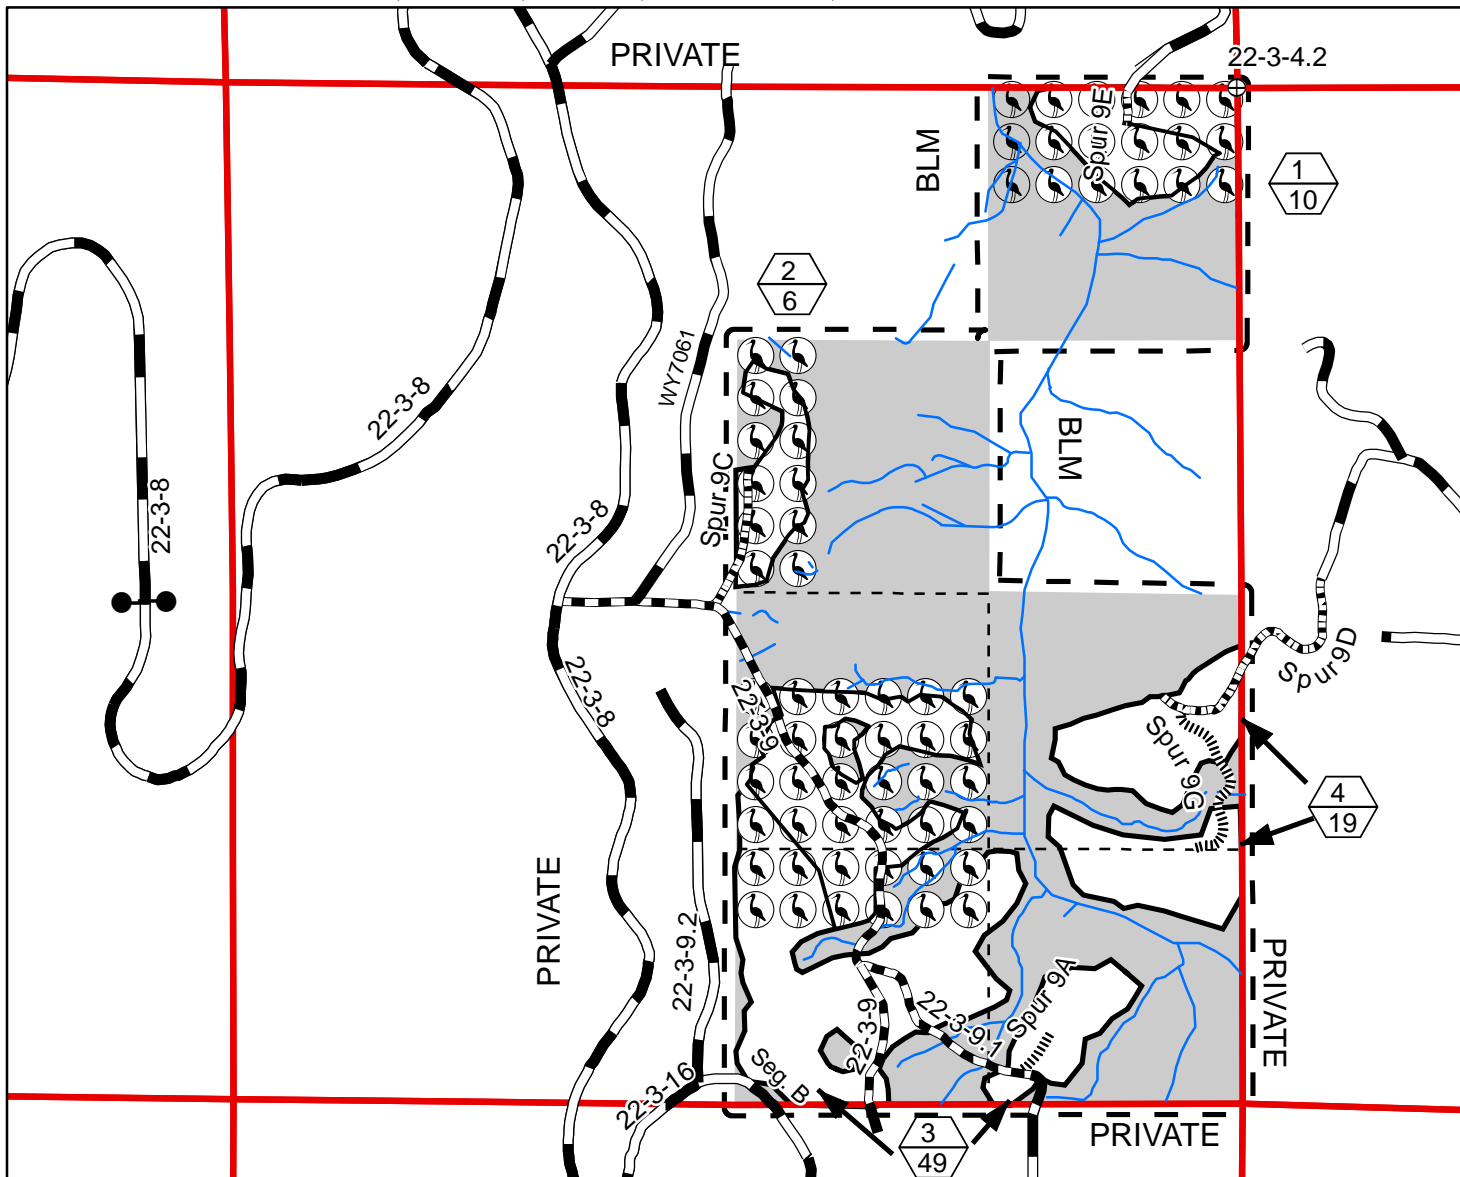 PRIVATE
22-3-4.2
Spur 9E
BLM
1
10
2
6
WY7061
22-3-8
BLM
22-3-8
Spur 9C
22-3-8
Spur 9D
22-3-8
22-3-9
Spur 9G
4
19
PRIVATE
22-3-9.2
PRIVATE
Spur 9A
22-3-9
22-3-9.1
Seg. B
22-3-16
3
49
PRIVATE